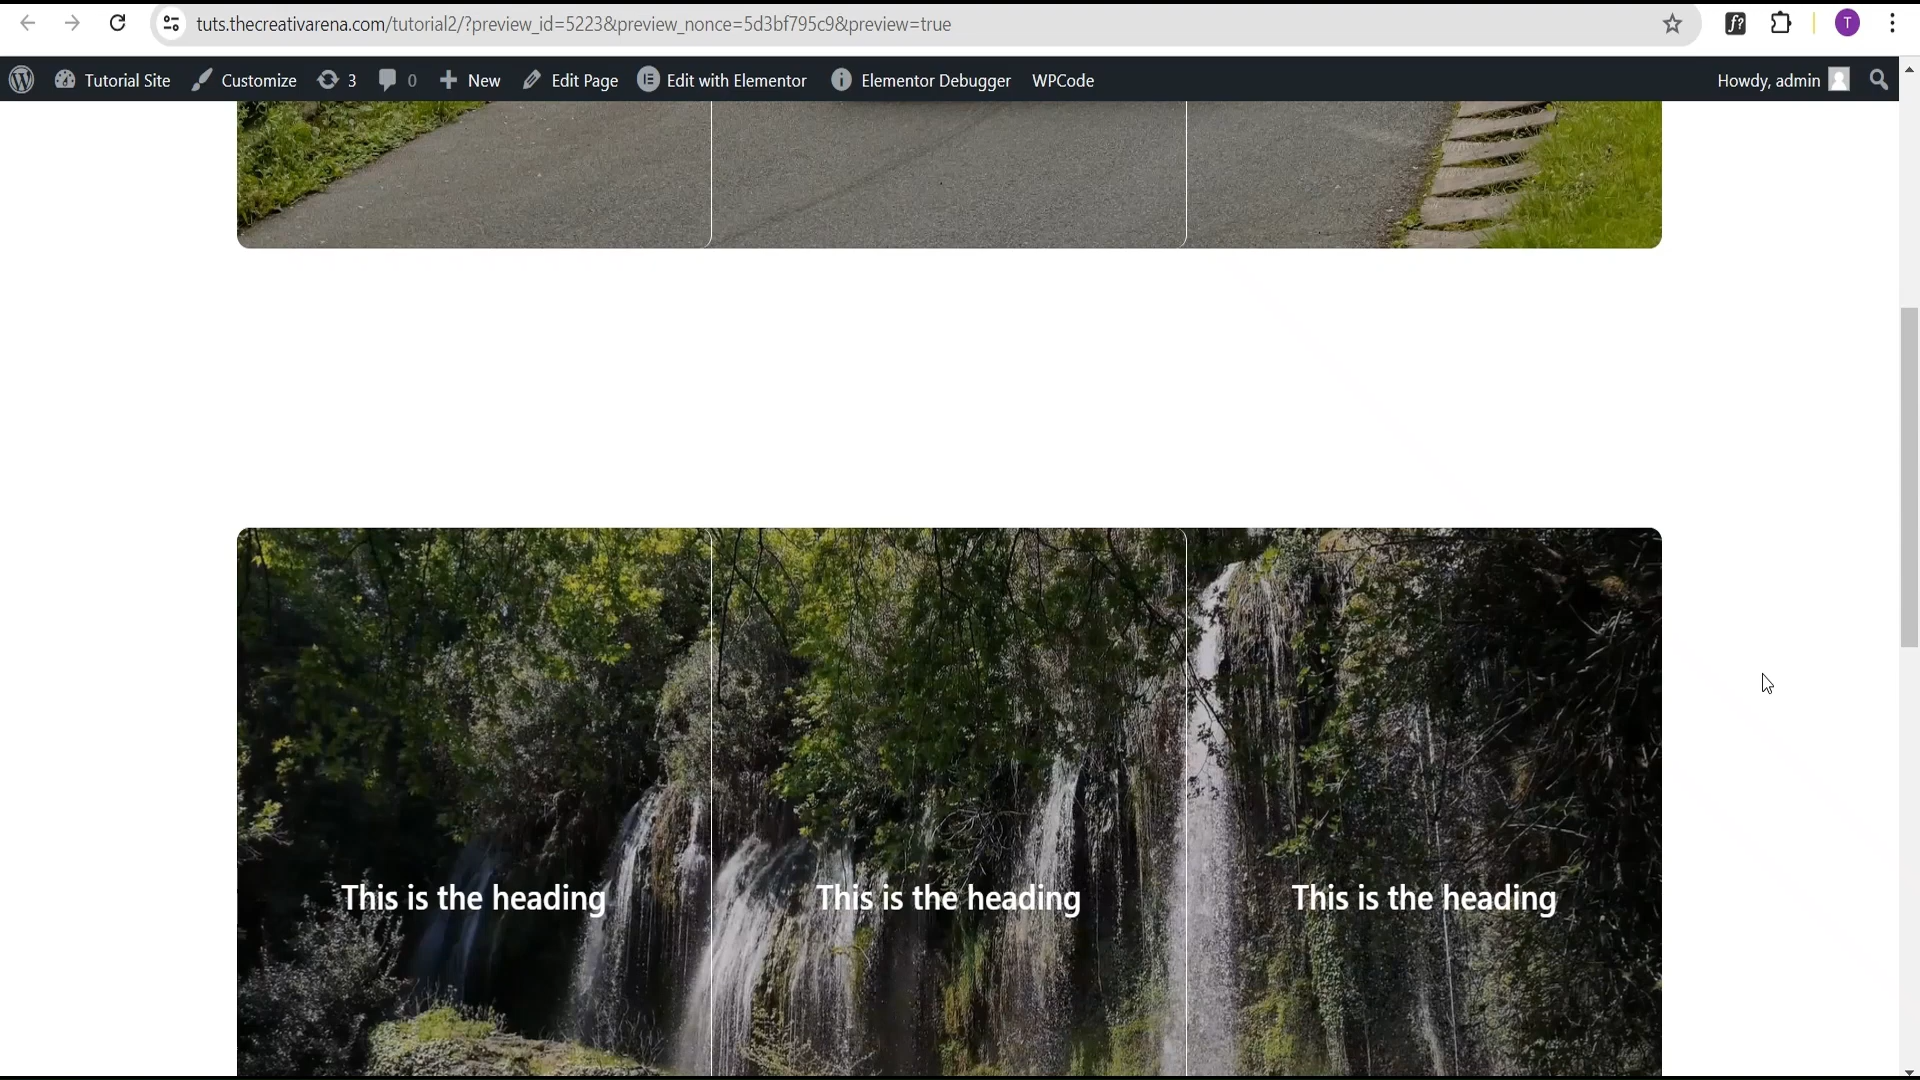 tuts.thecreativarena.com/tutorial2/?preview_id=5223&preview_nonce=5d3bf795c9&preview=true
T
Tutorial Site Customize 3 0 New Edit Page Edit with Elementor Elementor Debugger WPCode Howdy, admin
This is the heading This is the heading This is the heading